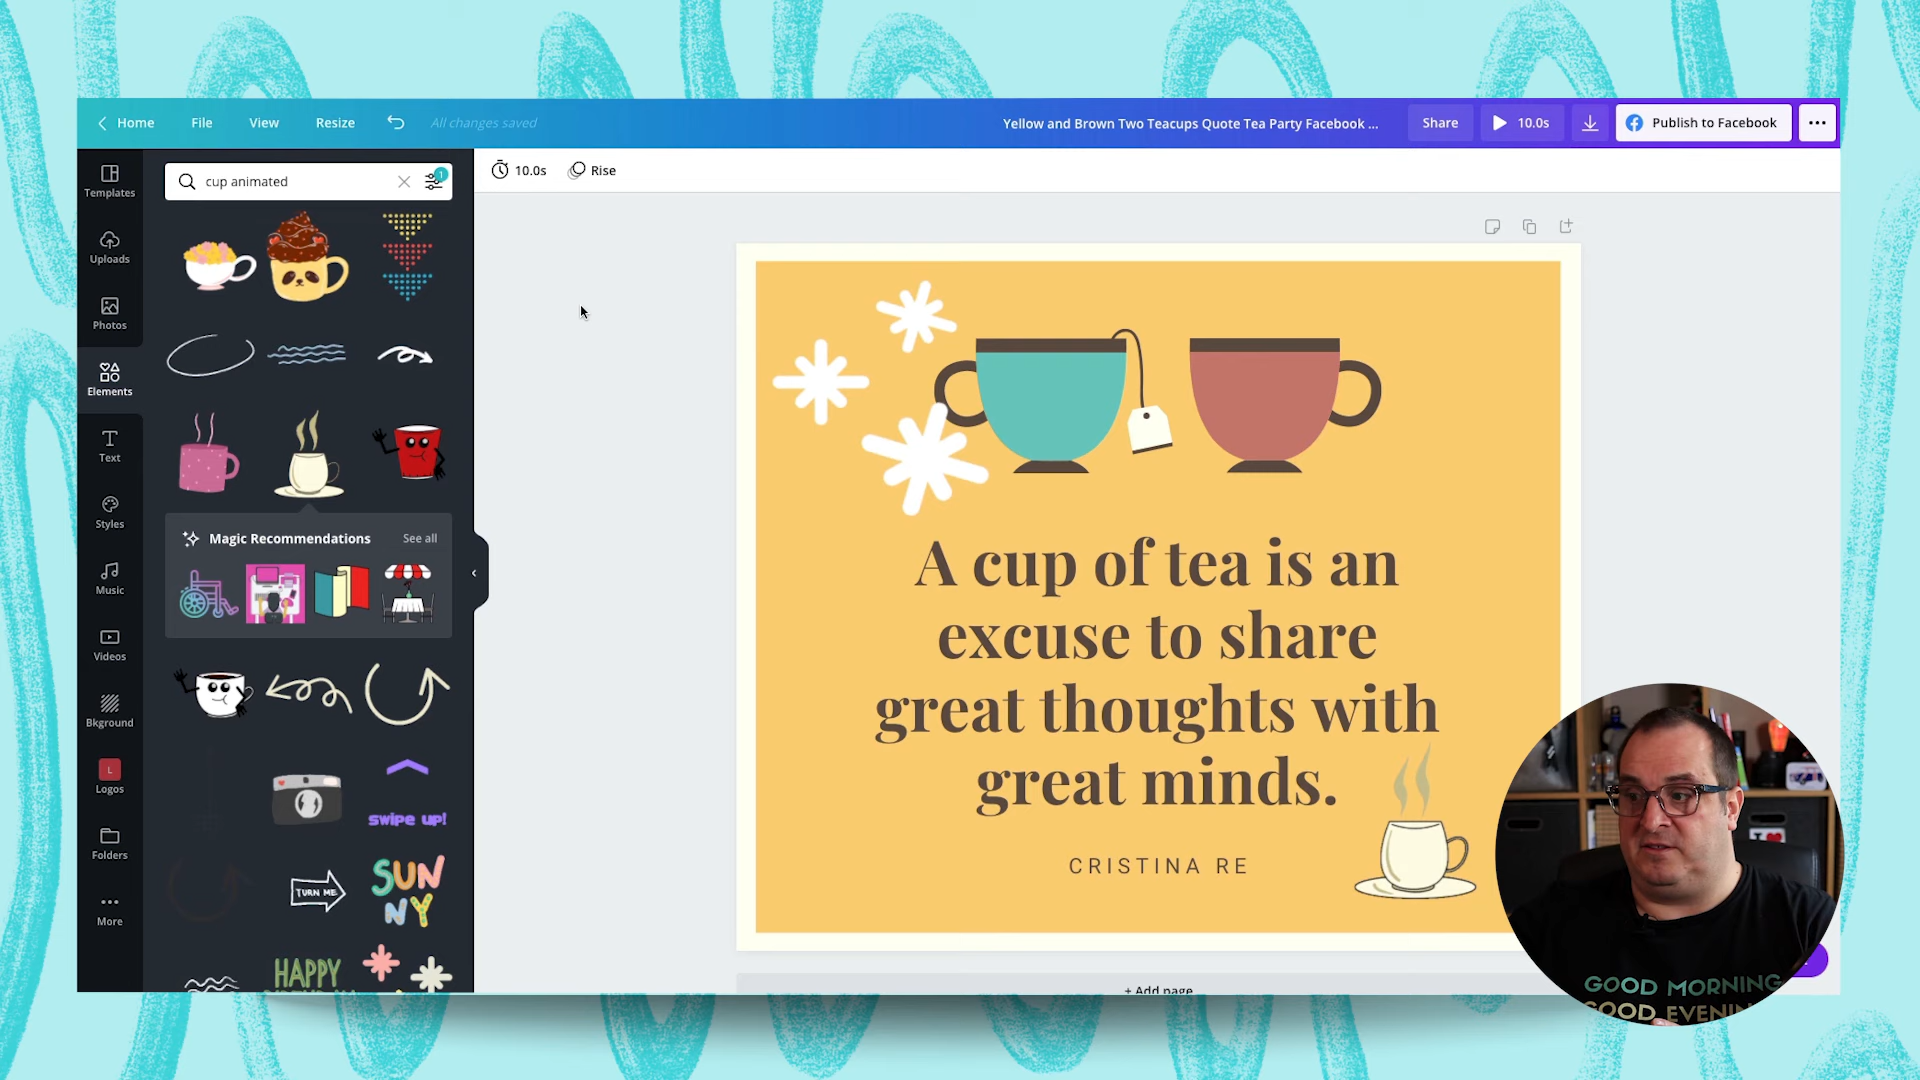 Home
File
View
Resize
All changes saved
Yellow and Brown Two Teacups Quote Tea Party Facebook ...
Share
10.0s
Publish to Facebook
Templates
Uploads
Photos
Elements
Text
Styles
Music
Videos
Bkground
L
Logos
Folders
More
cup animated
1
10.0s
Rise
Magic Recommendations
See all
swipe up!
TURN ME
SUN
NY
HAPPY
A cup of tea is an
excuse to share
great thoughts with
great minds.
CRISTINA RE
+ Add page
GOOD MORNING
GOOD EVENIN